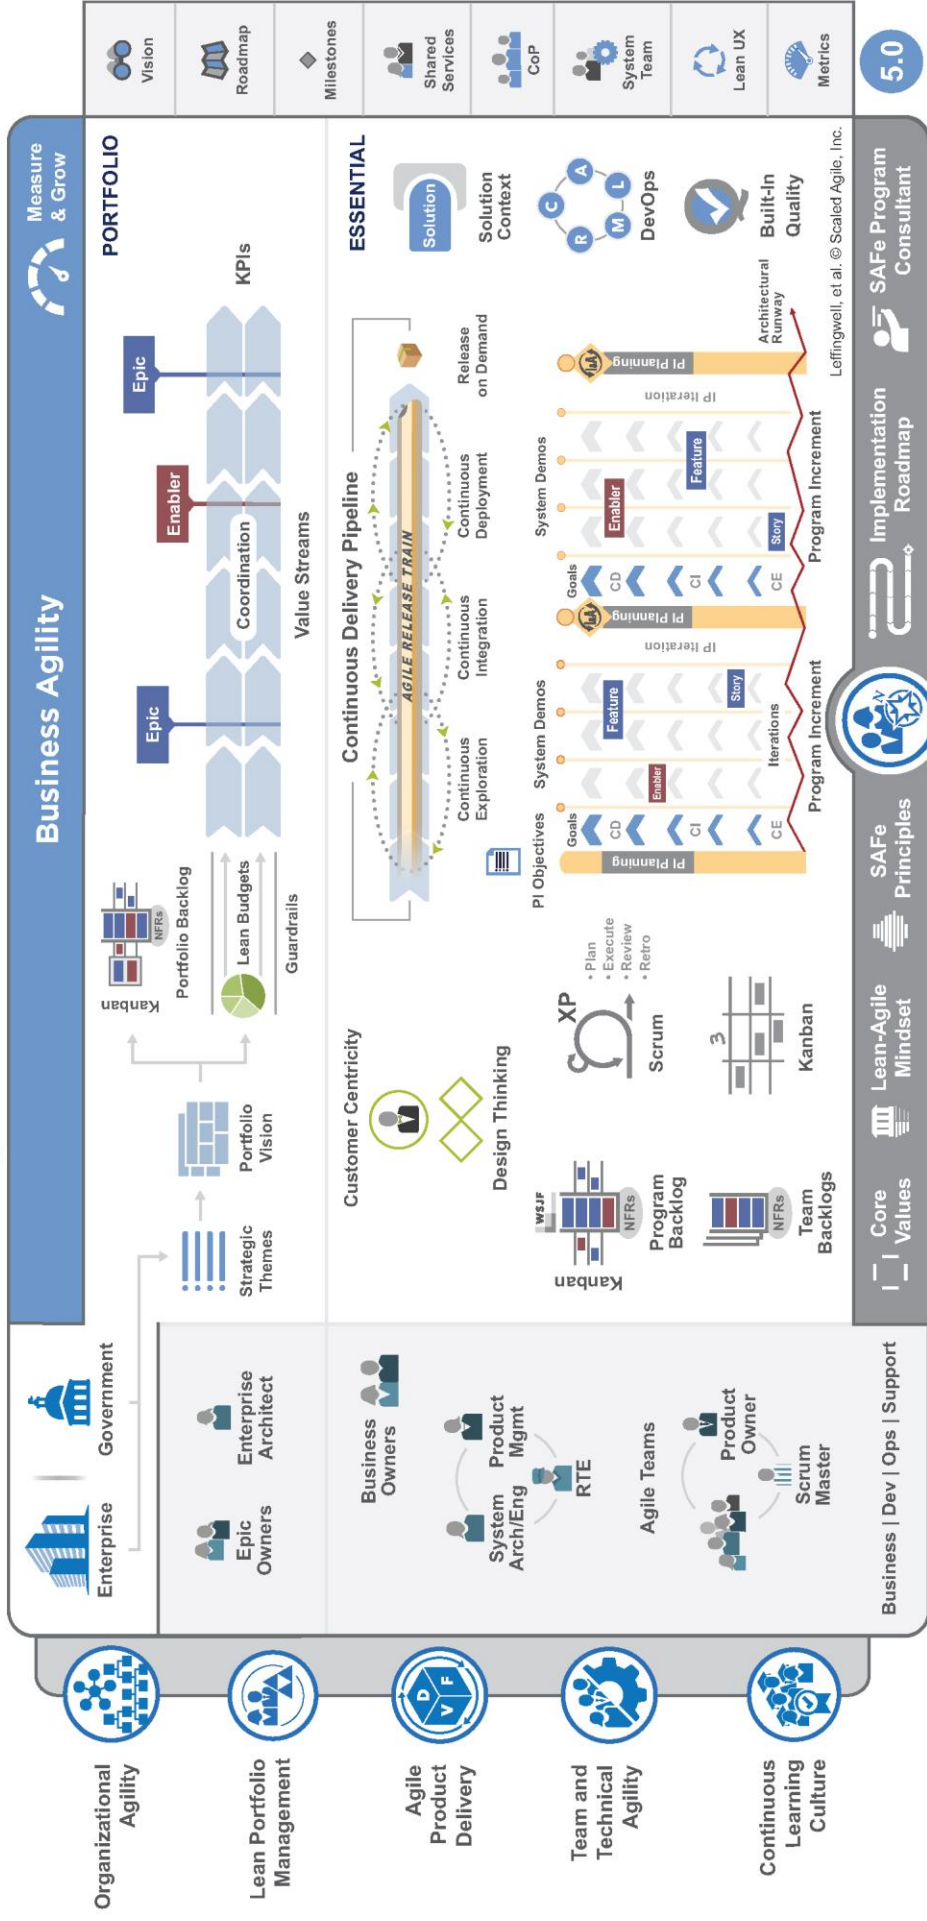 Business Agility
Measure
& Grow
Enterprise
Government
Organizational
Agility
Lean Portfolio
Management
Agile
Product
Delivery
D
V
F
Team and
Technical
Agility
Continuous
Learning
Culture
PORTFOLIO
Epic
Owners
Enterprise
Architect
Strategic
Themes
Portfolio
Vision
Kanban
NFRs
Portfolio Backlog
Lean Budgets
Guardrails
Epic
Enabler
Epic
Coordination
KPIs
Value Streams
ESSENTIAL
Business
Owners
System
Arch/Eng
Product
Mgmt
RTE
Agile Teams
Product
Owner
Scrum
Master
Business | Dev | Ops | Support
Customer Centricity
Design Thinking
Continuous Delivery Pipeline
AGILE RELEASE TRAIN
Continuous
Exploration
Continuous
Integration
Continuous
Deployment
Release
on Demand
Solution
Solution
Context
C
A
R
M
L
DevOps
Built-In
Quality
WSJF
Kanban
NFRs
Program
Backlog
NFRs
Team
Backlogs
XP
• Plan
• Execute
• Review
• Retro
Scrum
3
Kanban
PI Objectives
System Demos
System Demos
PI Planning
Goals
CD
CI
CE
Enabler
Feature
Story
Iterations
IP Iteration
I&A
PI Planning
Goals
CD
CI
CE
Story
Enabler
Feature
IP Iteration
I&A
PI Planning
Architectural
Runway
Program Increment
Program Increment
Leffingwell, et al. © Scaled Agile, Inc.
Vision
Roadmap
Milestones
Shared
Services
CoP
System
Team
Lean UX
Metrics
Core
Values
Lean-Agile
Mindset
SAFe
Principles
N
Implementation
Roadmap
SAFe Program
Consultant
5.0